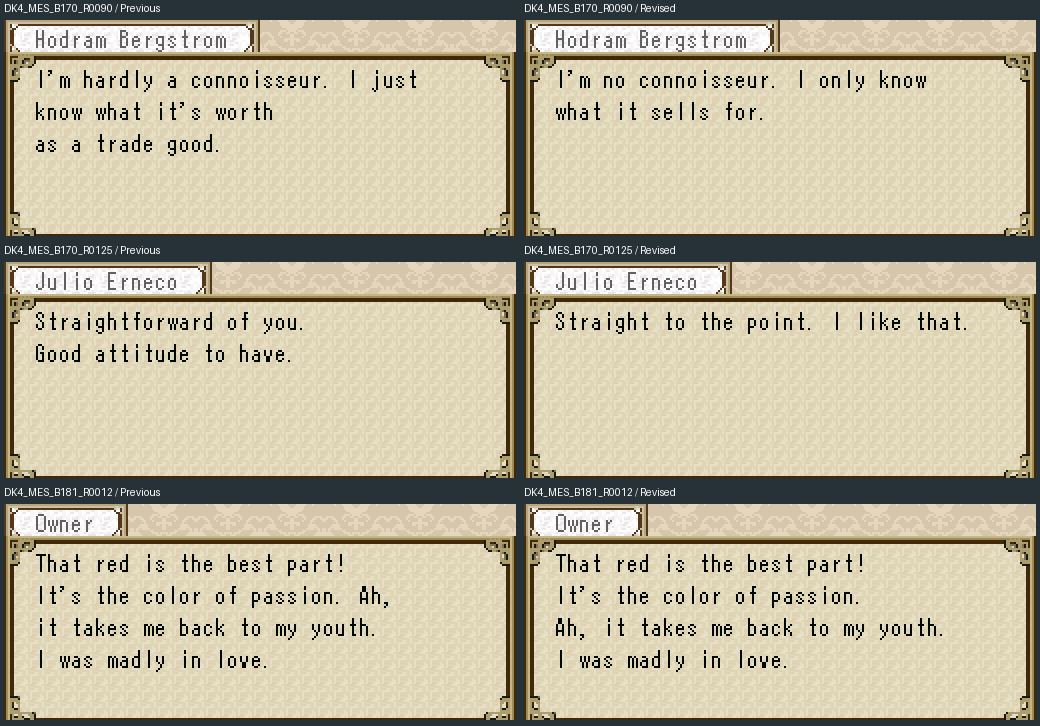 DK4_MES_B170_R0090 / Previous
Hodram Bergstrom
I'm hardly a connoisseur. I just
know what it's worth
as a trade good.
DK4_MES_B170_R0090 / Revised
Hodram Bergstrom
I'm no connoisseur. I only know
what it sells for.
DK4_MES_B170_R0125 / Previous
Julio Erneco
Straightforward of you.
Good attitude to have.
DK4_MES_B170_R0125 / Revised
Julio Erneco
Straight to the point. I like that.
DK4_MES_B181_R0012 / Previous
Owner
That red is the best part!
It's the color of passion. Ah,
it takes me back to my youth.
I was madly in love.
DK4_MES_B181_R0012 / Revised
Owner
That red is the best part!
It's the color of passion.
Ah, it takes me back to my youth.
I was madly in love.